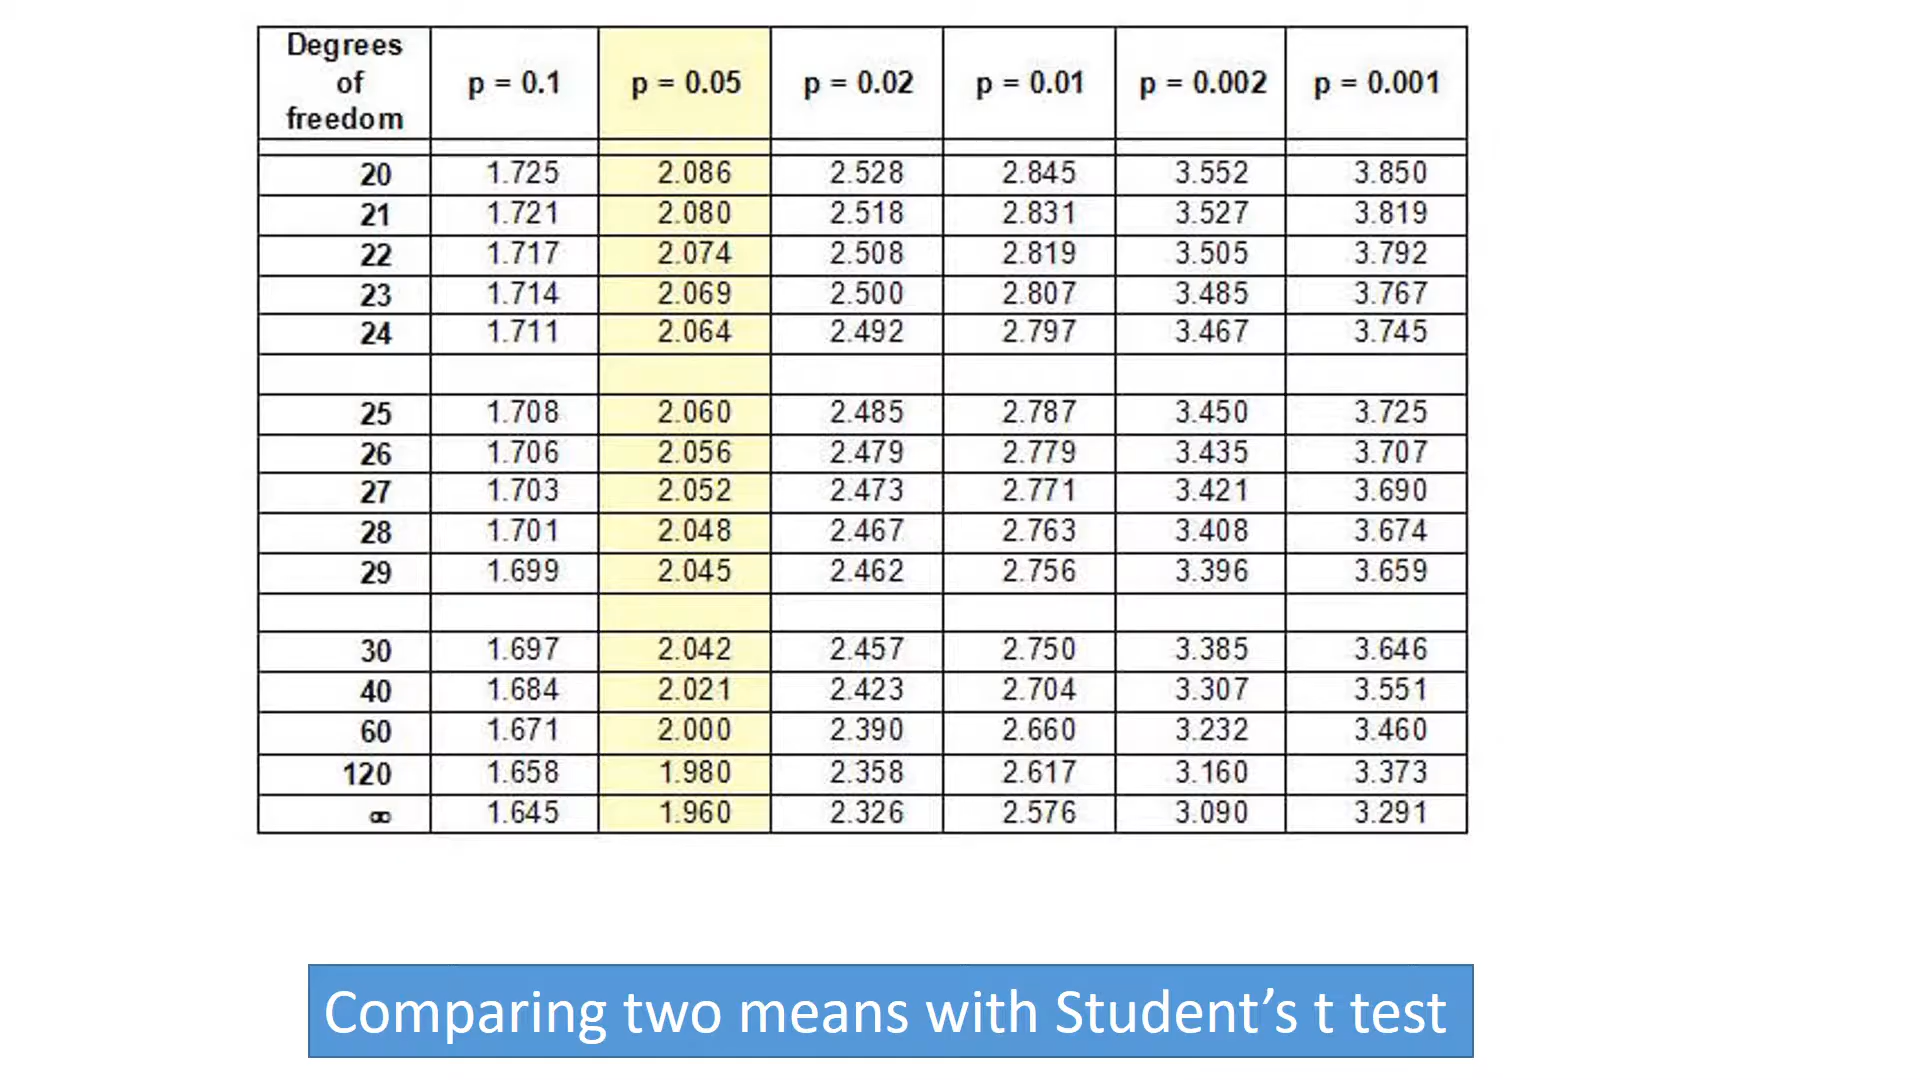 Degrees of freedom p = 0.1 p = 0.05 p = 0.02 p = 0.01 p = 0.002 p = 0.001
20 1.725 2.086 2.528 2.845 3.552 3.850
21 1.721 2.080 2.518 2.831 3.527 3.819
22 1.717 2.074 2.508 2.819 3.505 3.792
23 1.714 2.069 2.500 2.807 3.485 3.767
24 1.711 2.064 2.492 2.797 3.467 3.745
25 1.708 2.060 2.485 2.787 3.450 3.725
26 1.706 2.056 2.479 2.779 3.435 3.707
27 1.703 2.052 2.473 2.771 3.421 3.690
28 1.701 2.048 2.467 2.763 3.408 3.674
29 1.699 2.045 2.462 2.756 3.396 3.659
30 1.697 2.042 2.457 2.750 3.385 3.646
40 1.684 2.021 2.423 2.704 3.307 3.551
60 1.671 2.000 2.390 2.660 3.232 3.460
120 1.658 1.980 2.358 2.617 3.160 3.373
∞ 1.645 1.960 2.326 2.576 3.090 3.291
Comparing two means with Student’s t test